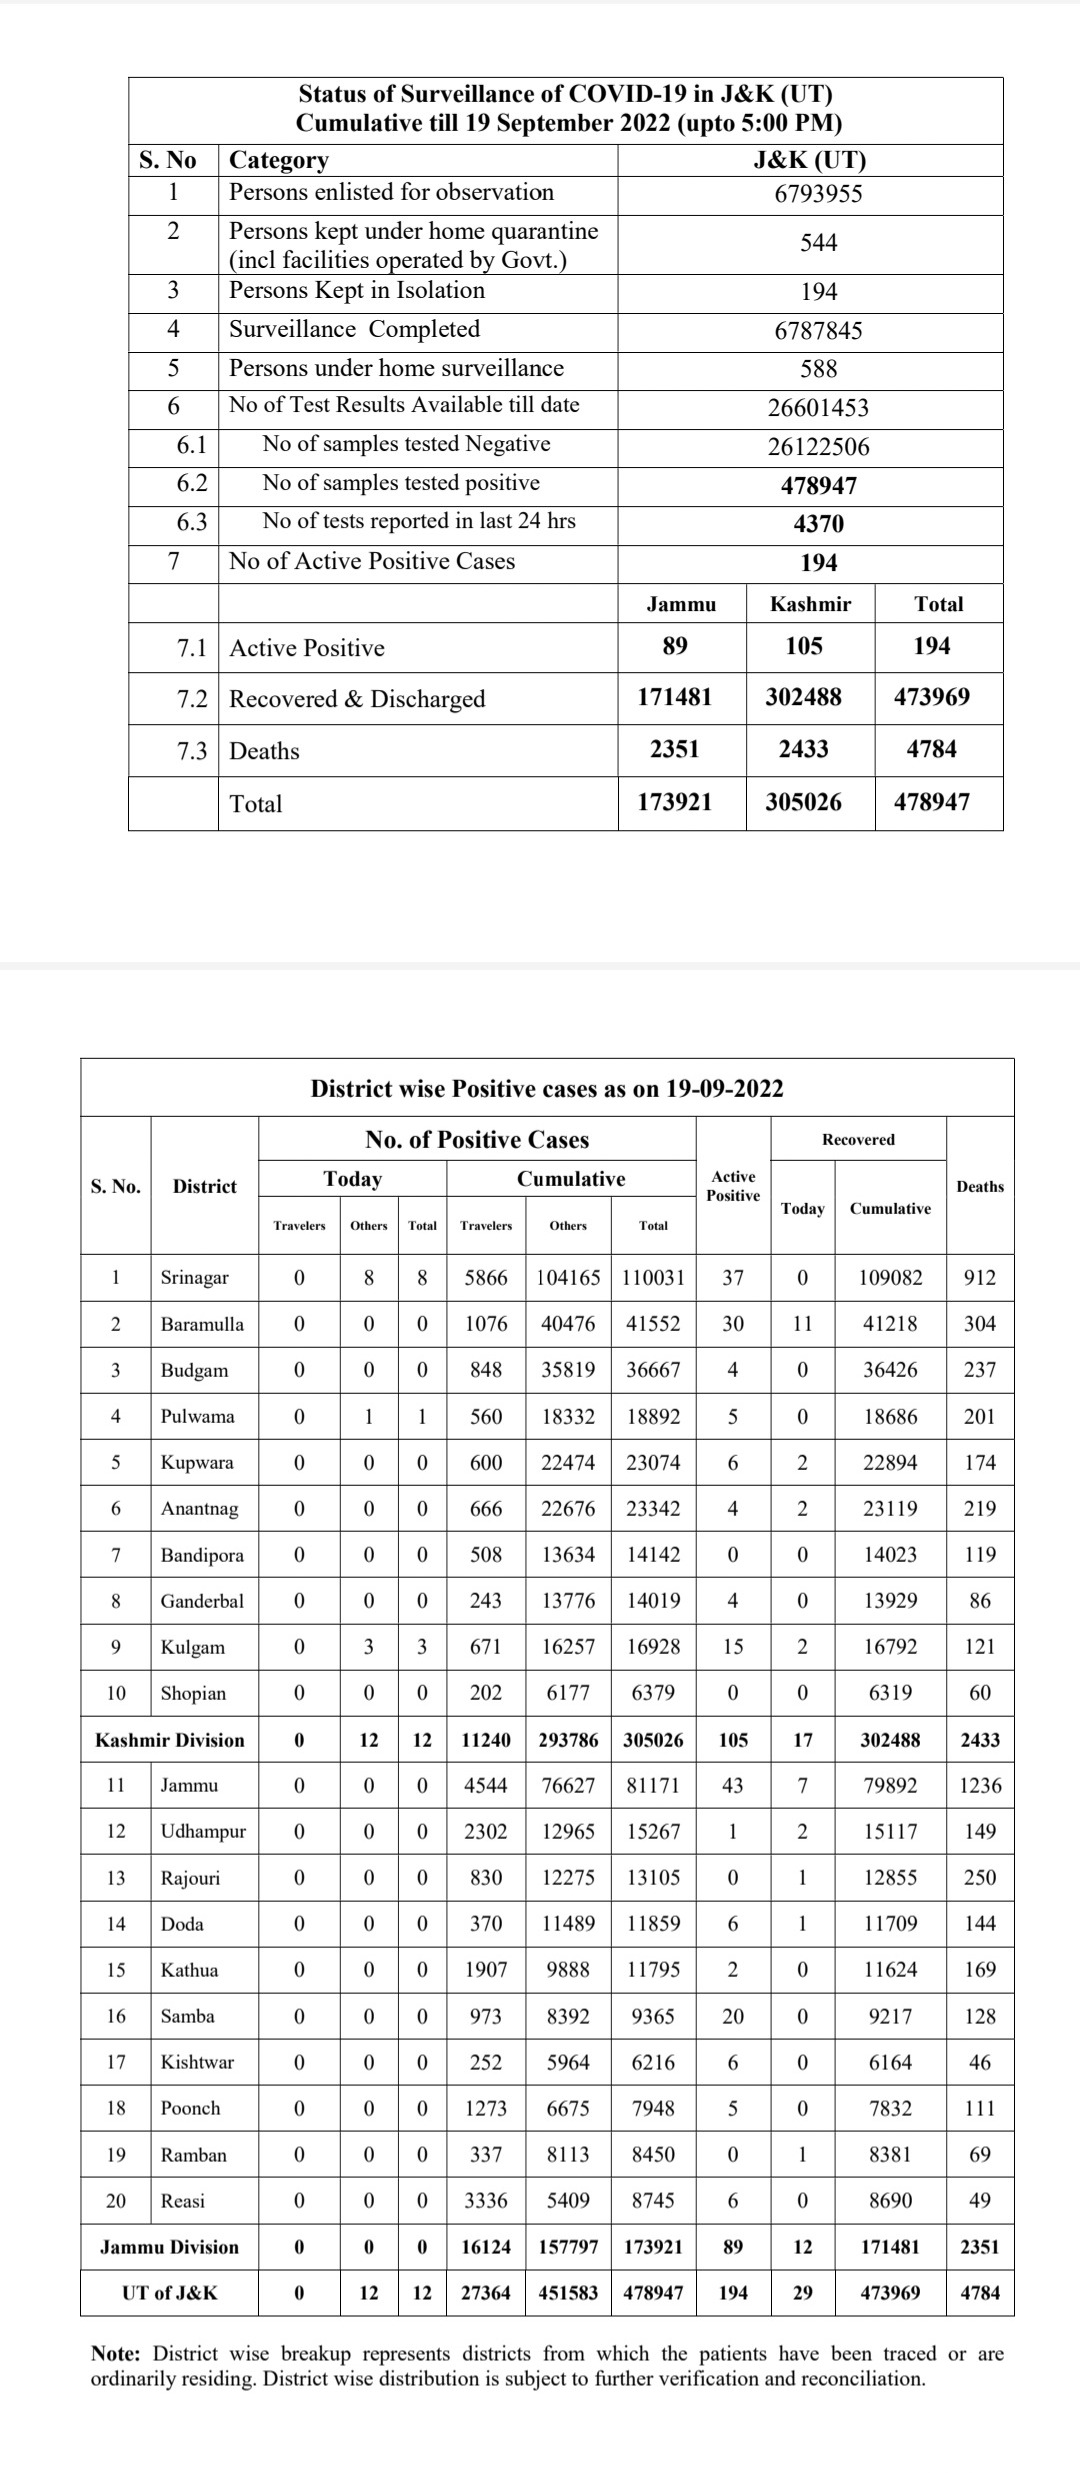 Status of Surveillance of COVID-19 in J&K (UT)
Cumulative till 19 September 2022 (upto 5:00 PM)
S. No Category J&K (UT)
1 Persons enlisted for observation 6793955
2 Persons kept under home quarantine (incl facilities operated by Govt.) 544
3 Persons Kept in Isolation 194
4 Surveillance Completed 6787845
5 Persons under home surveillance 588
6 No of Test Results Available till date 26601453
6.1 No of samples tested Negative 26122506
6.2 No of samples tested positive 478947
6.3 No of tests reported in last 24 hrs 4370
7 No of Active Positive Cases 194
Jammu Kashmir Total
7.1 Active Positive 89 105 194
7.2 Recovered & Discharged 171481 302488 473969
7.3 Deaths 2351 2433 4784
Total 173921 305026 478947
District wise Positive cases as on 19-09-2022
S. No. District No. of Positive Cases Active Positive Recovered Deaths
Today Cumulative Today Cumulative
Travelers Others Total Travelers Others Total
1 Srinagar 0 8 8 5866 104165 110031 37 0 109082 912
2 Baramulla 0 0 0 1076 40476 41552 30 11 41218 304
3 Budgam 0 0 0 848 35819 36667 4 0 36426 237
4 Pulwama 0 1 1 560 18332 18892 5 0 18686 201
5 Kupwara 0 0 0 600 22474 23074 6 2 22894 174
6 Anantnag 0 0 0 666 22676 23342 4 2 23119 219
7 Bandipora 0 0 0 508 13634 14142 0 0 14023 119
8 Ganderbal 0 0 0 243 13776 14019 4 0 13929 86
9 Kulgam 0 3 3 671 16257 16928 15 2 16792 121
10 Shopian 0 0 0 202 6177 6379 0 0 6319 60
Kashmir Division 0 12 12 11240 293786 305026 105 17 302488 2433
11 Jammu 0 0 0 4544 76627 81171 43 7 79892 1236
12 Udhampur 0 0 0 2302 12965 15267 1 2 15117 149
13 Rajouri 0 0 0 830 12275 13105 0 1 12855 250
14 Doda 0 0 0 370 11489 11859 6 1 11709 144
15 Kathua 0 0 0 1907 9888 11795 2 0 11624 169
16 Samba 0 0 0 973 8392 9365 20 0 9217 128
17 Kishtwar 0 0 0 252 5964 6216 6 0 6164 46
18 Poonch 0 0 0 1273 6675 7948 5 0 7832 111
19 Ramban 0 0 0 337 8113 8450 0 1 8381 69
20 Reasi 0 0 0 3336 5409 8745 6 0 8690 49
Jammu Division 0 0 0 16124 157797 173921 89 12 171481 2351
UT of J&K 0 12 12 27364 451583 478947 194 29 473969 4784
Note: District wise breakup represents districts from which the patients have been traced or are
ordinarily residing. District wise distribution is subject to further verification and reconciliation.